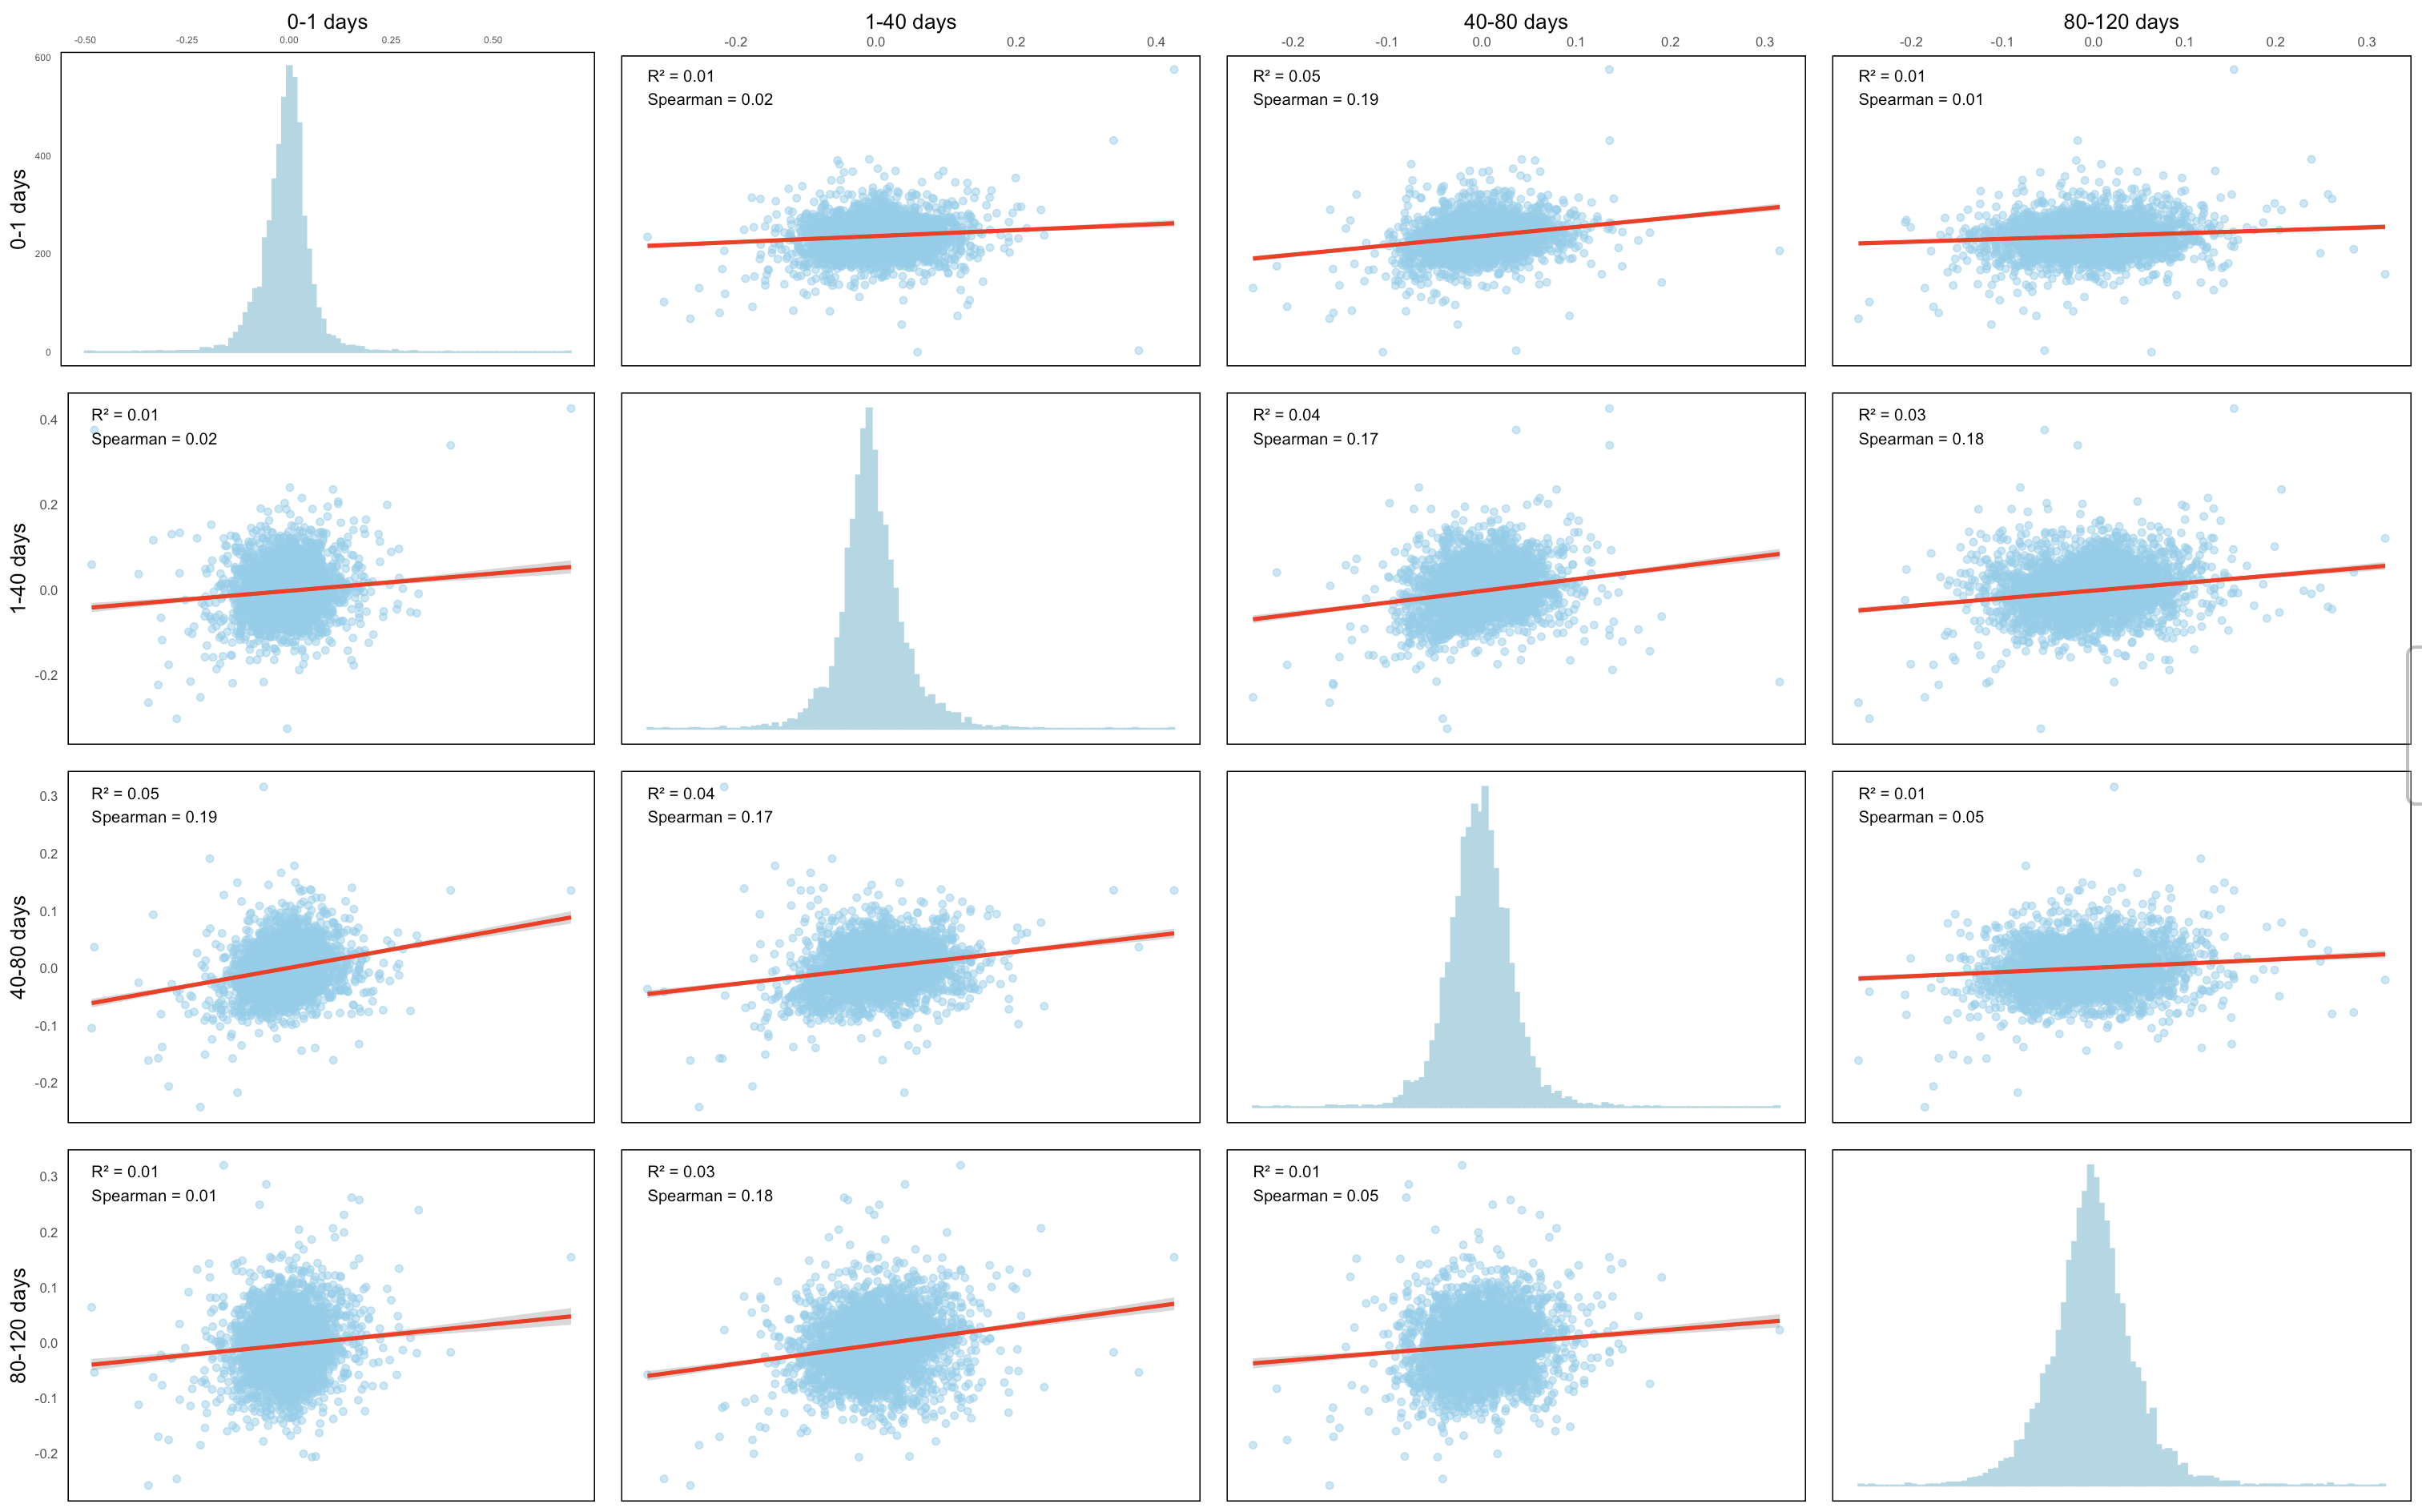 0-1 days 1-40 days 40-80 days 80-120 days
-0.50 -0.25 0.00 0.25 0.50 -0.2 0.0 0.2 0.4 -0.2 -0.1 0.0 0.1 0.2 0.3 -0.2 -0.1 0.0 0.1 0.2 0.3
0-1 days
600
400
200
0
R² = 0.01
Spearman = 0.02
R² = 0.05
Spearman = 0.19
R² = 0.01
Spearman = 0.01
1-40 days
0.4
0.2
0.0
-0.2
R² = 0.01
Spearman = 0.02
R² = 0.04
Spearman = 0.17
R² = 0.03
Spearman = 0.18
40-80 days
0.3
0.2
0.1
0.0
-0.1
-0.2
R² = 0.05
Spearman = 0.19
R² = 0.04
Spearman = 0.17
R² = 0.01
Spearman = 0.05
80-120 days
0.3
0.2
0.1
0.0
-0.1
-0.2
R² = 0.01
Spearman = 0.01
R² = 0.03
Spearman = 0.18
R² = 0.01
Spearman = 0.05